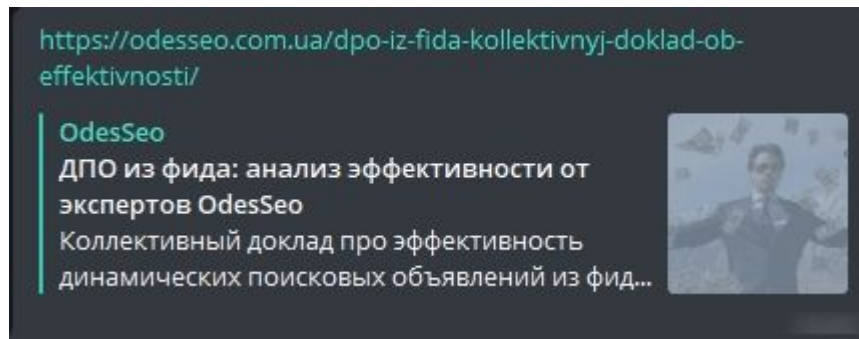 https://odesseo.com.ua/dpo-iz-fida-kollektivnyj-doklad-ob-
effektivnosti/
OdesSeo
ДПО из фида: анализ эффективности от
экспертов OdesSeo
Коллективный доклад про эффективность
динамических поисковых объявлений из фид...